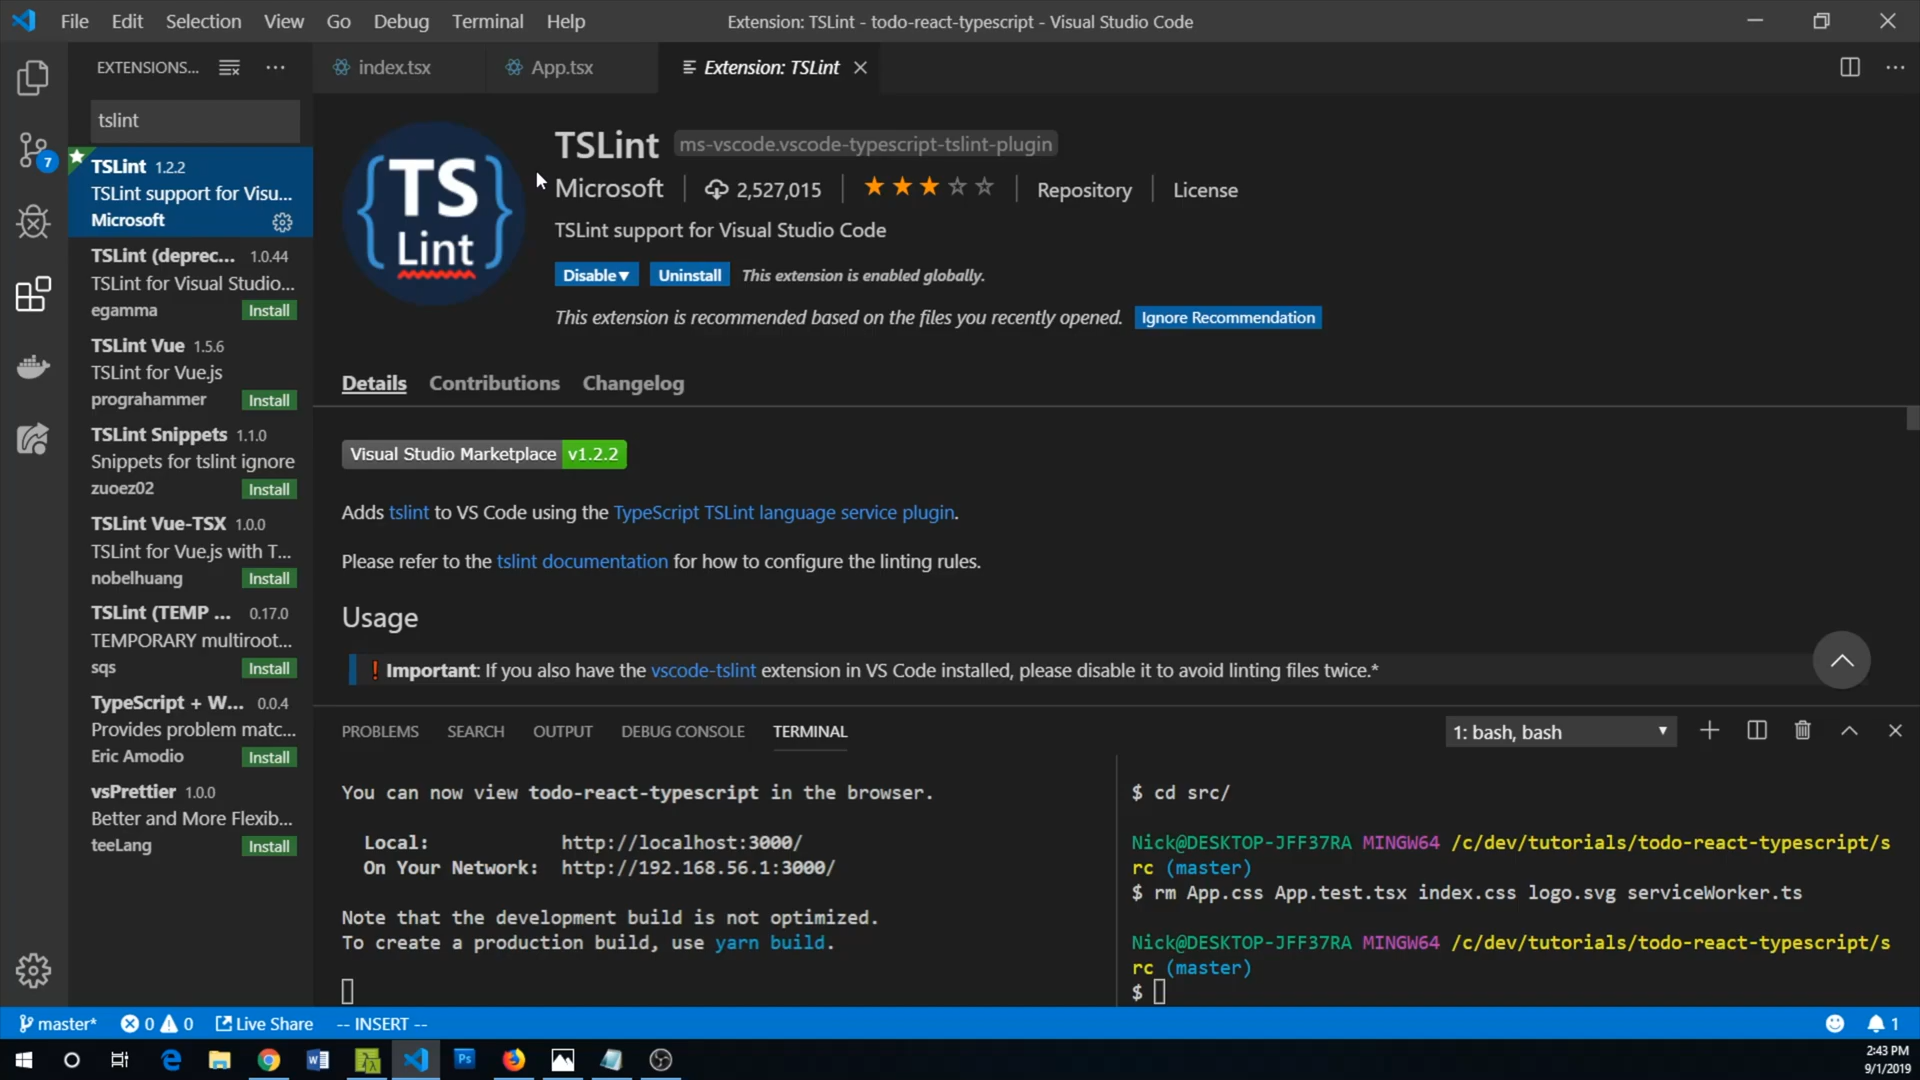 File Edit Selection View Go Debug Terminal Help
Extension: TSLint - todo-react-typescript - Visual Studio Code
EXTENSIONS...
index.tsx
App.tsx
Extension: TSLint
tslint
TSLint 1.2.2
TSLint support for Visu...
Microsoft
TSLint (deprec... 1.0.44
TSLint for Visual Studio...
egamma Install
TSLint Vue 1.5.6
TSLint for Vue.js
prograhammer Install
TSLint Snippets 1.1.0
Snippets for tslint ignore
zuoez02 Install
TSLint Vue-TSX 1.0.0
TSLint for Vue.js with T...
nobelhuang Install
TSLint (TEMP ... 0.17.0
TEMPORARY multiroot...
sqs Install
TypeScript + W... 0.0.4
Provides problem matc...
Eric Amodio Install
vsPrettier 1.0.0
Better and More Flexib...
teeLang Install
7
TS
Lint
TSLint ms-vscode.vscode-typescript-tslint-plugin
Microsoft 2,527,015 Repository License
TSLint support for Visual Studio Code
Disable Uninstall This extension is enabled globally.
This extension is recommended based on the files you recently opened. Ignore Recommendation
Details Contributions Changelog
Visual Studio Marketplace v1.2.2
Adds tslint to VS Code using the TypeScript TSLint language service plugin.
Please refer to the tslint documentation for how to configure the linting rules.
Usage
❗ Important: If you also have the vscode-tslint extension in VS Code installed, please disable it to avoid linting files twice.*
PROBLEMS SEARCH OUTPUT DEBUG CONSOLE TERMINAL
1: bash, bash
You can now view todo-react-typescript in the browser.
Local: http://localhost:3000/
On Your Network: http://192.168.56.1:3000/
Note that the development build is not optimized.
To create a production build, use yarn build.
$ cd src/
Nick@DESKTOP-JFF37RA MINGW64 /c/dev/tutorials/todo-react-typescript/s
rc (master)
$ rm App.css App.test.tsx index.css logo.svg serviceWorker.ts
Nick@DESKTOP-JFF37RA MINGW64 /c/dev/tutorials/todo-react-typescript/s
rc (master)
$
master* 0 0 Live Share -- INSERT --
1
Ps
2:43 PM
9/1/2019